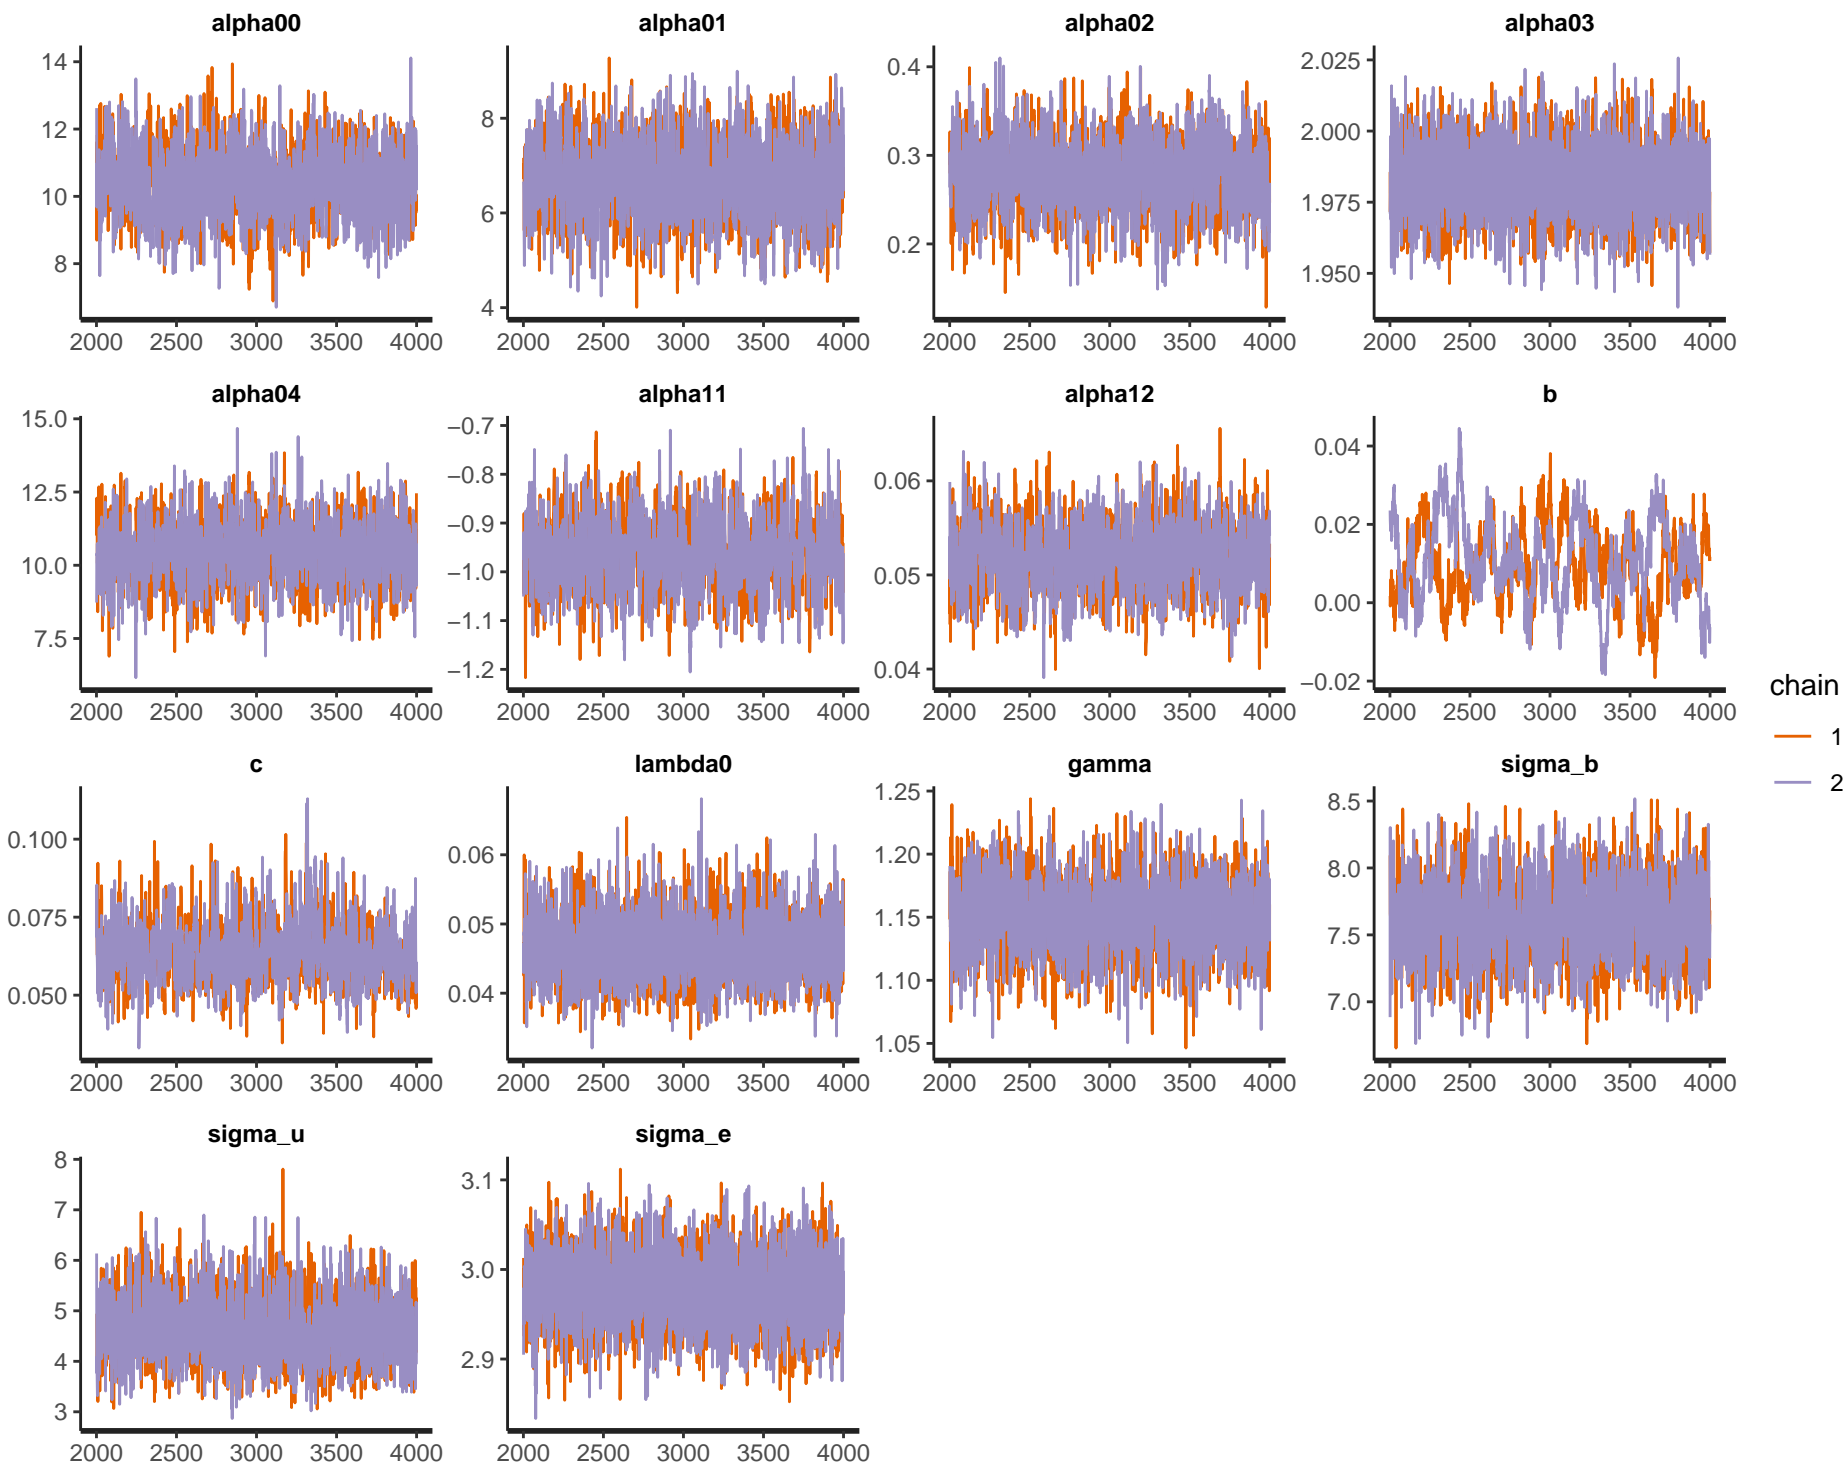 alpha00 alpha01 alpha02 alpha03
14 12 10 8
8 6 4
0.4 0.3 0.2
2.025 2.000 1.975 1.950
2000 2500 3000 3500 4000 2000 2500 3000 3500 4000 2000 2500 3000 3500 4000 2000 2500 3000 3500 4000
alpha04 alpha11 alpha12 b
15.0 12.5 10.0 7.5
−0.7 −0.8 −0.9 −1.0 −1.1 −1.2
0.06 0.05 0.04
0.04 0.02 0.00 −0.02
2000 2500 3000 3500 4000 2000 2500 3000 3500 4000 2000 2500 3000 3500 4000 2000 2500 3000 3500 4000
chain
1
2
c lambda0 gamma sigma_b
0.100 0.075 0.050
0.06 0.05 0.04
1.25 1.20 1.15 1.10 1.05
8.5 8.0 7.5 7.0
2000 2500 3000 3500 4000 2000 2500 3000 3500 4000 2000 2500 3000 3500 4000 2000 2500 3000 3500 4000
sigma_u sigma_e
8 7 6 5 4 3
3.1 3.0 2.9
2000 2500 3000 3500 4000 2000 2500 3000 3500 4000